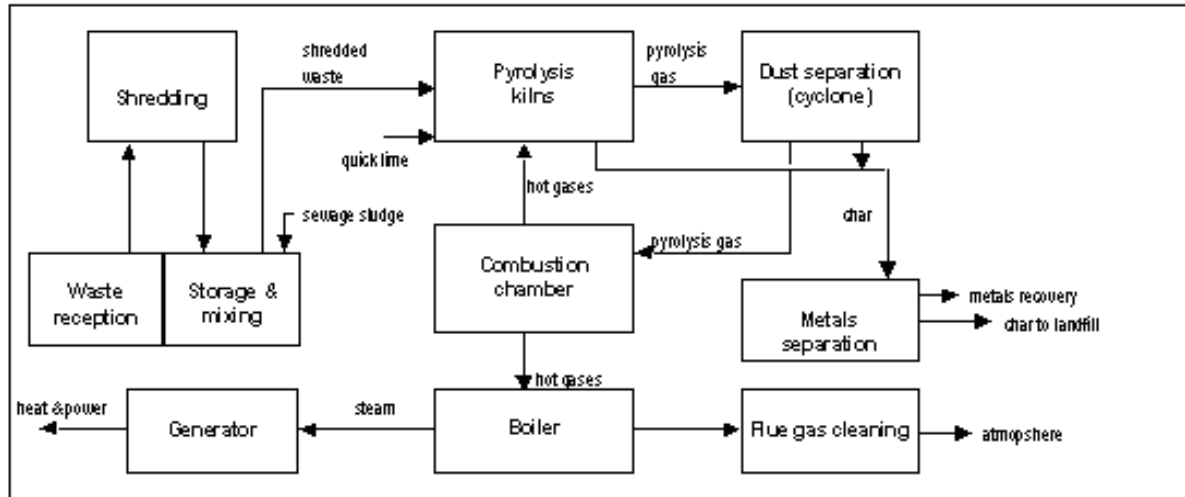 shredded
waste
Shredding
Pyrolysis
kilns
pyrolysis
gas
Dust separation
(cyclone)
quick lime
hot gases
char
sewage sludge
pyrolysis gas
Waste
reception
Storage &
mixing
Combustion
chamber
Metals
separation
metals recovery
char to landfill
hot gases
heat & power
Generator
steam
Boiler
Flue gas cleaning
atmopshere